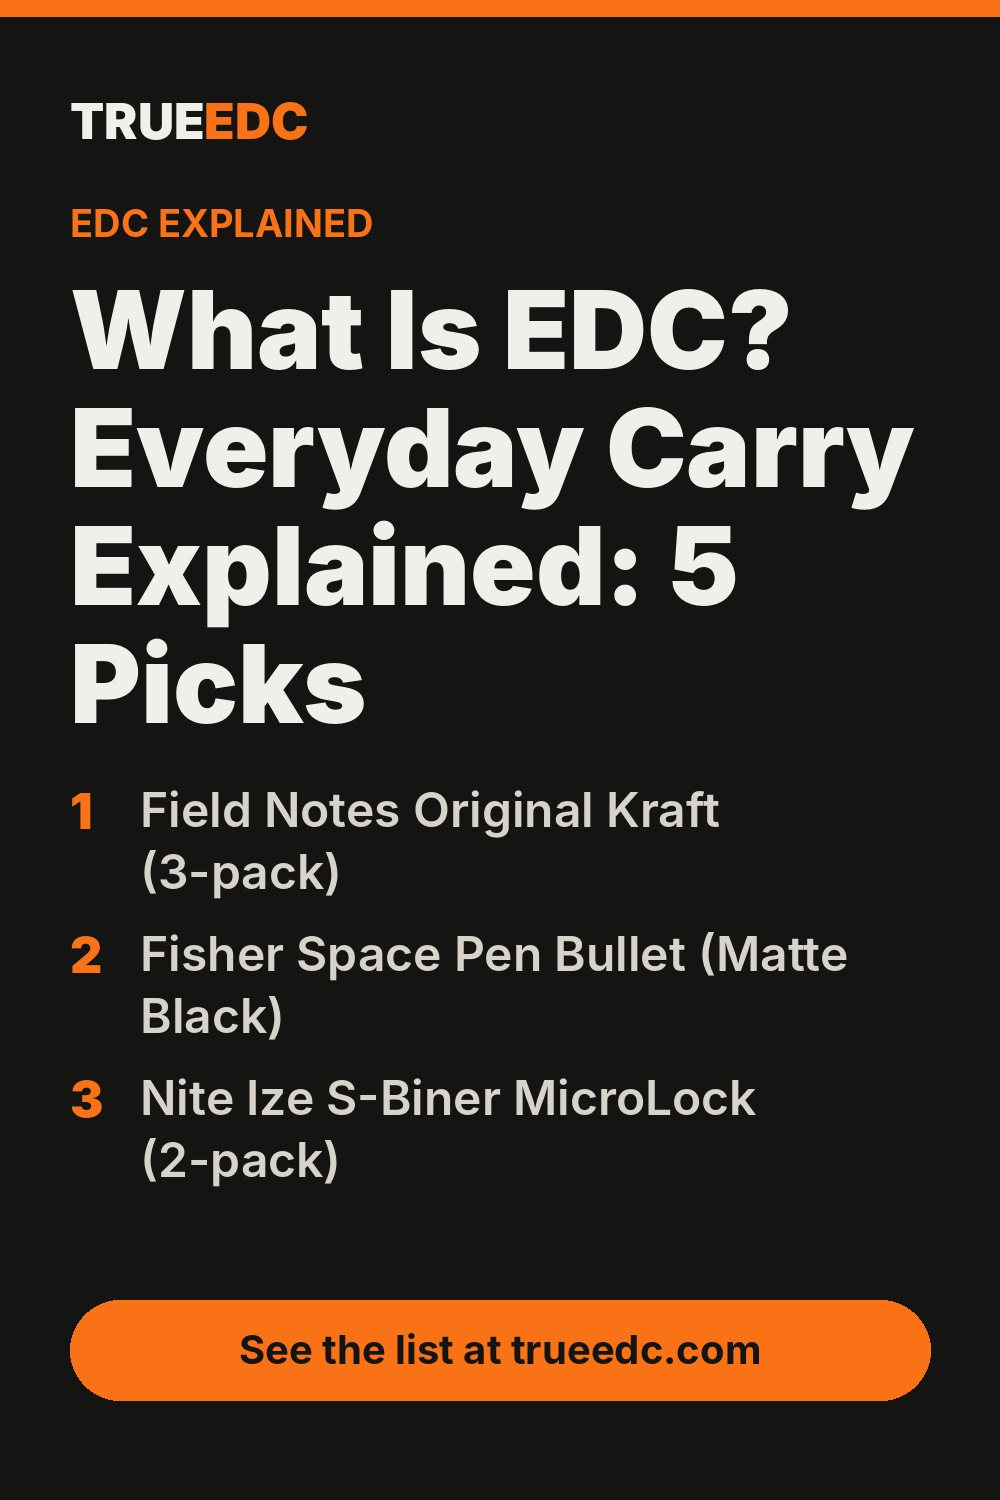 TRUEEDC
EDC EXPLAINED
What Is EDC?
Everyday Carry
Explained: 5
Picks
1 Field Notes Original Kraft
(3-pack)
2 Fisher Space Pen Bullet (Matte
Black)
3 Nite Ize S-Biner MicroLock
(2-pack)
See the list at trueedc.com